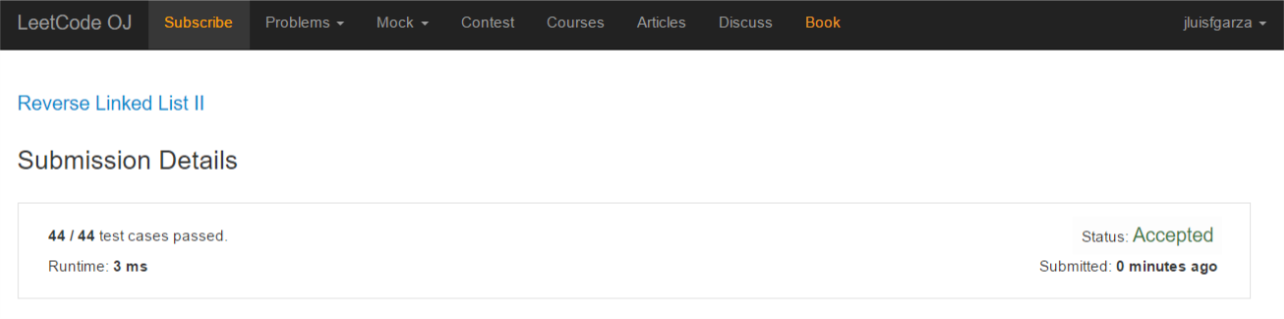 LeetCode OJ Subscribe Problems Mock Contest Courses Articles Discuss Book jluisfgarza
Reverse Linked List II
Submission Details
44 / 44 test cases passed. Status: Accepted
Runtime: 3 ms Submitted: 0 minutes ago